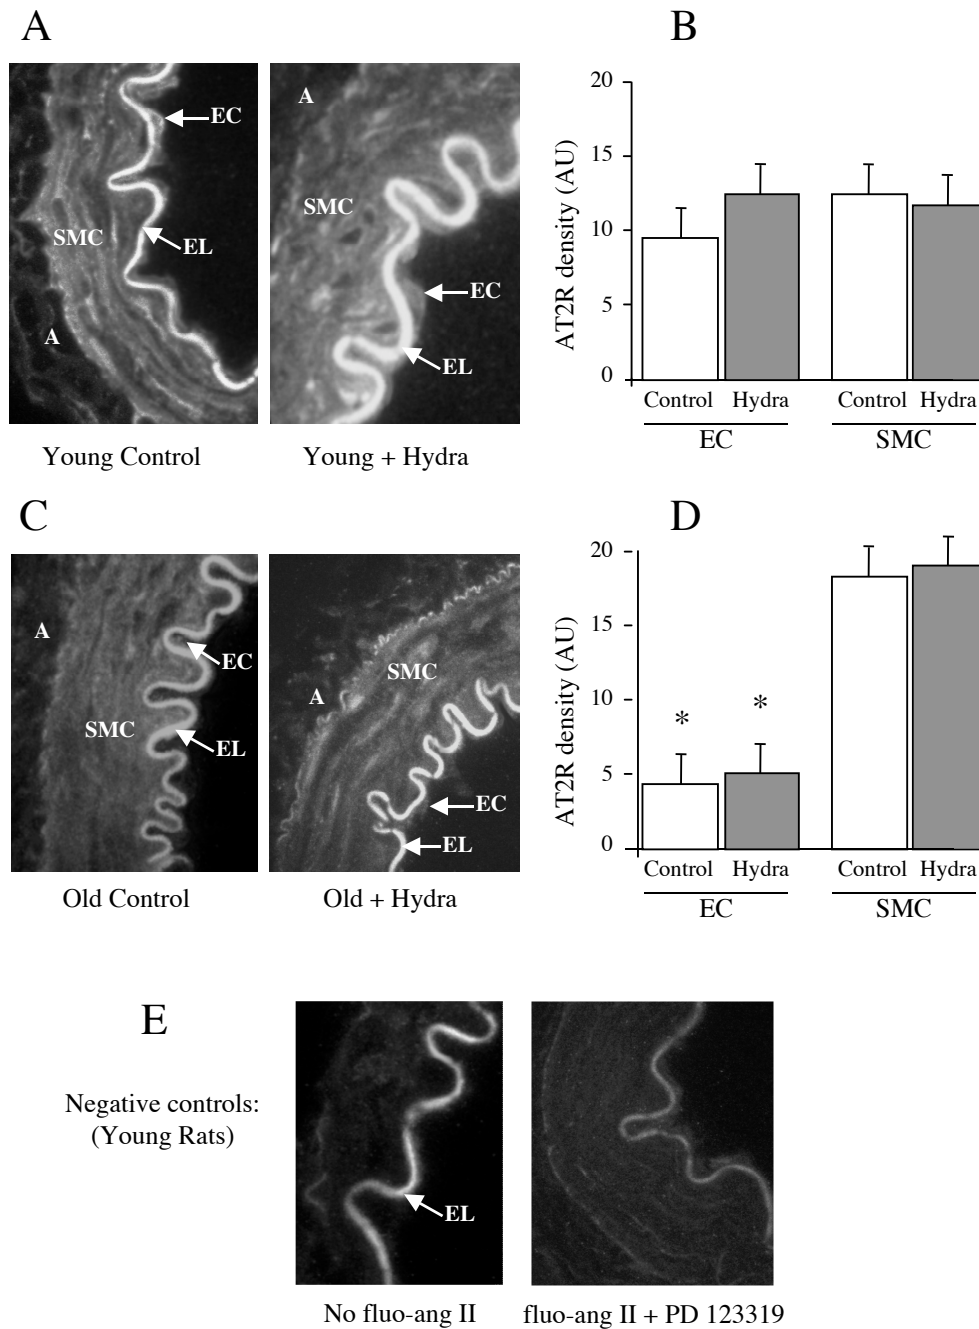 A
B
EC
SMC
EL
A
A
SMC
EC
EL
Young Control
Young + Hydra
AT2R density (AU)
20
15
10
5
0
Control
Hydra
Control
Hydra
EC
SMC
C
D
A
EC
SMC
EL
SMC
A
EC
EL
Old Control
Old + Hydra
AT2R density (AU)
20
15
10
5
0
*
*
Control
Hydra
Control
Hydra
EC
SMC
E
Negative controls:
(Young Rats)
EL
No fluo-ang II
fluo-ang II + PD 123319